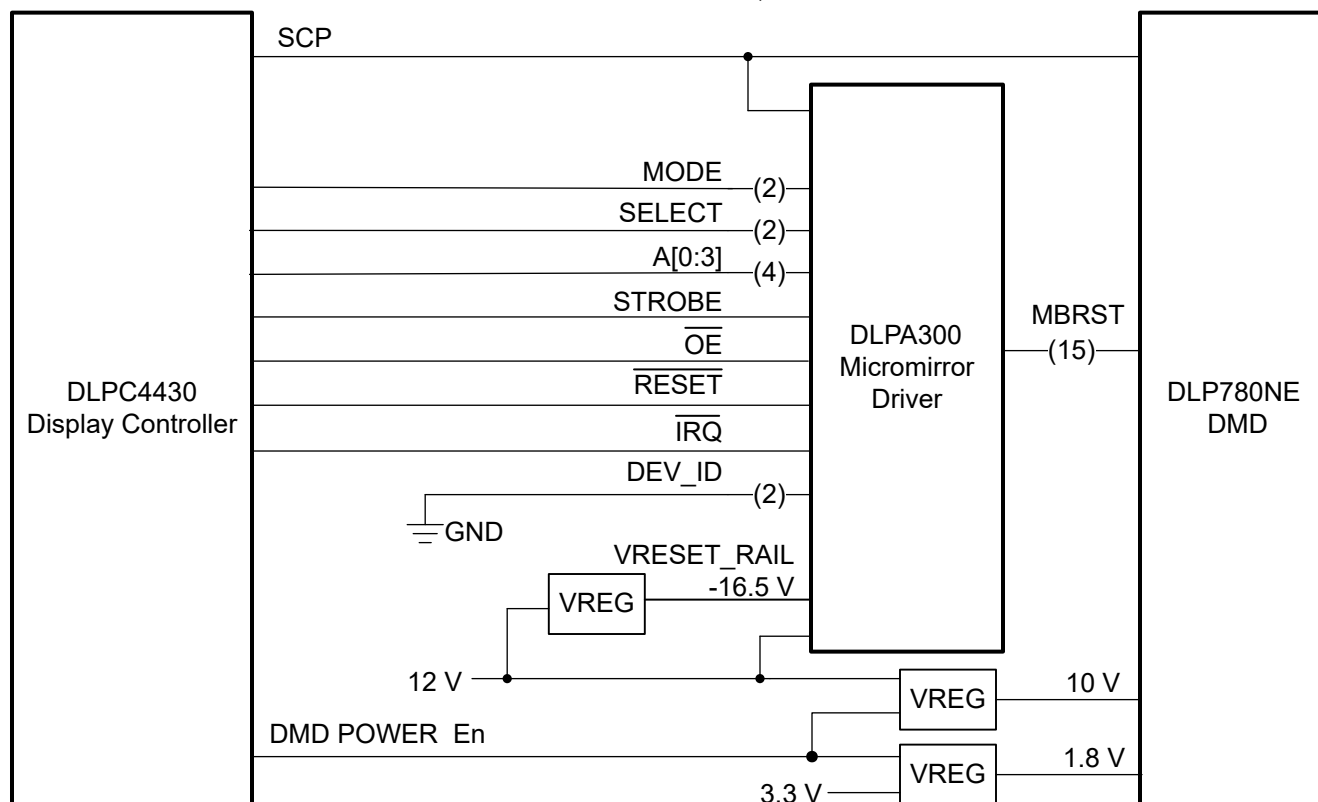 SCP
MODE
(2)
SELECT
(2)
A[0:3]
(4)
STROBE
OE
RESET
IRQ
DEV_ID
(2)
GND
VRESET_RAIL
-16.5 V
VREG
12 V
DMD POWER En
3.3 V
DLPC4430
Display Controller
DLPA300
Micromirror
Driver
MBRST
(15)
DLP780NE
DMD
VREG
10 V
VREG
1.8 V